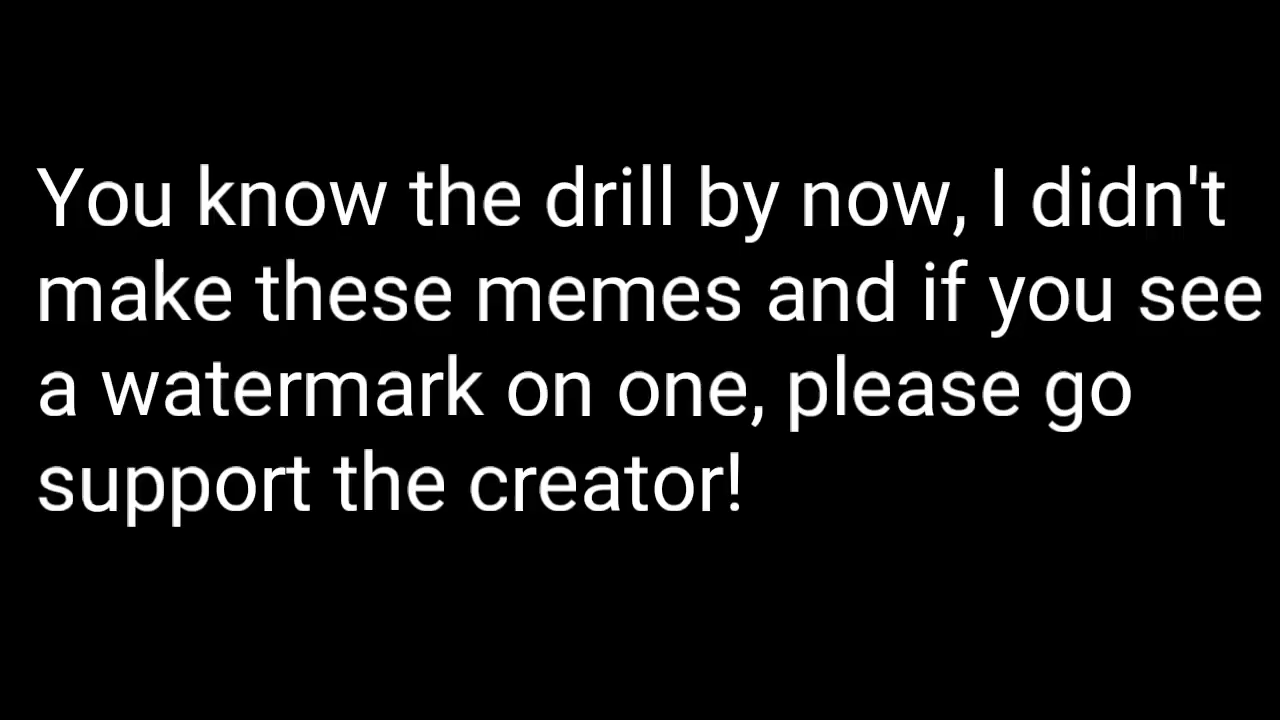 You know the drill by now, I didn't
make these memes and if you see
a watermark on one, please go
support the creator!